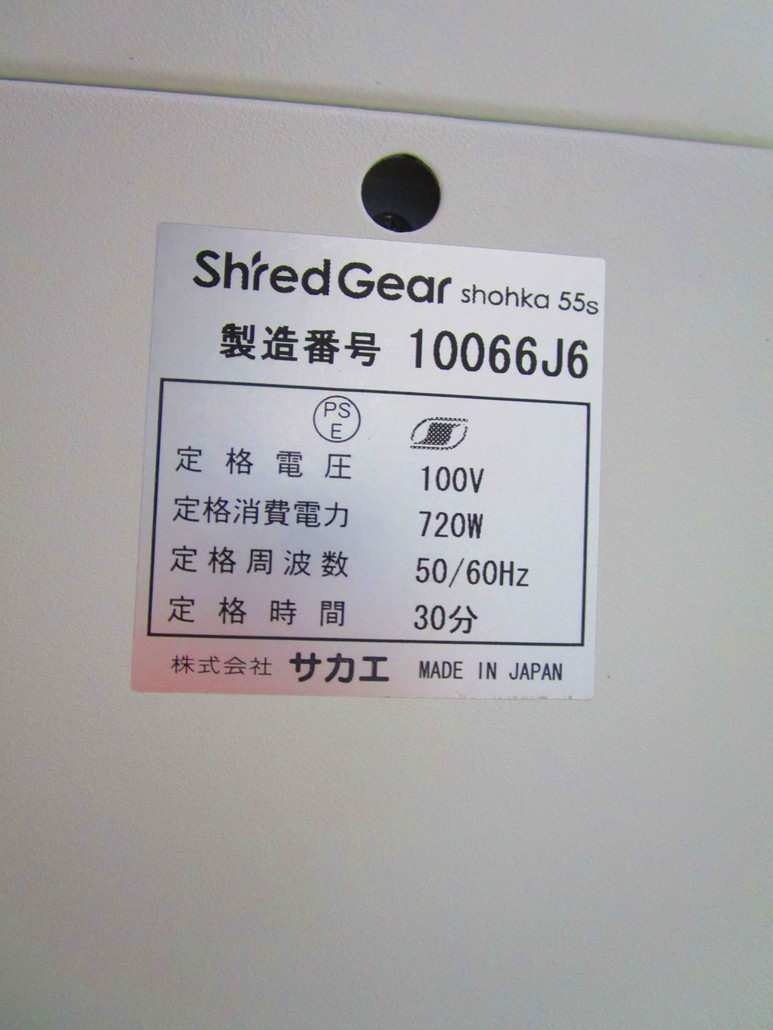 ShredGear shohka 55s
製造番号 10066J6
PS
E
定格電圧 100V
定格消費電力 720W
定格周波数 50/60Hz
定格時間 30分
株式会社 サカエ MADE IN JAPAN